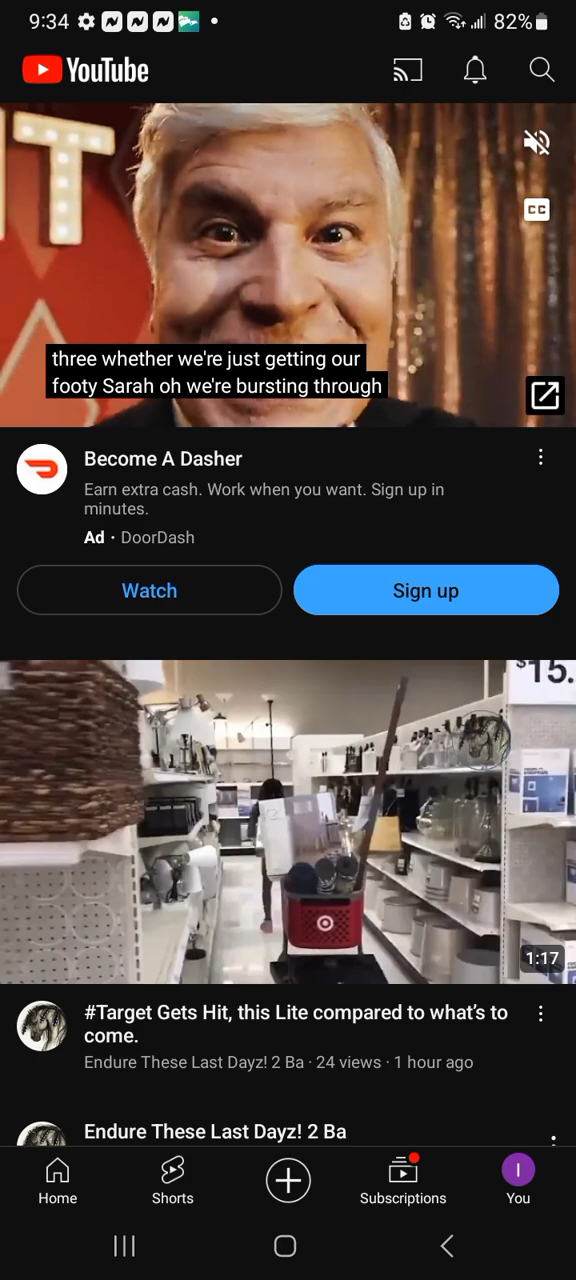 9:34
82%
YouTube
IT
CC
three whether we're just getting our
footy Sarah oh we're bursting through
Become A Dasher
Earn extra cash. Work when you want. Sign up in
minutes.
Ad · DoorDash
Watch
Sign up
$15.
1:17
#Target Gets Hit, this Lite compared to what’s to
come.
Endure These Last Dayz! 2 Ba · 24 views · 1 hour ago
Endure These Last Dayz! 2 Ba
Home
Shorts
Subscriptions
I
You